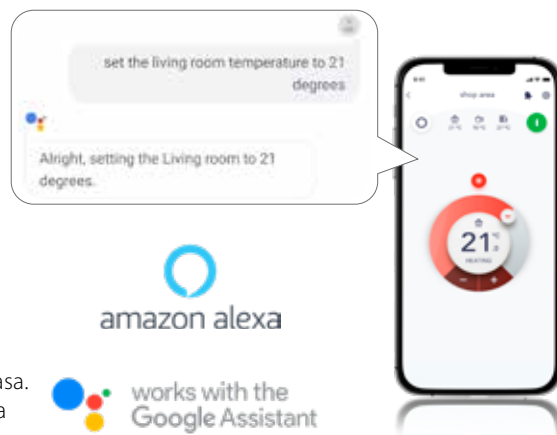 set the living room temperature to 21
degrees
Alright, setting the Living room to 21
degrees.
shop area
21
HEATING
amazon alexa
asa.
a
works with the
Google Assistant